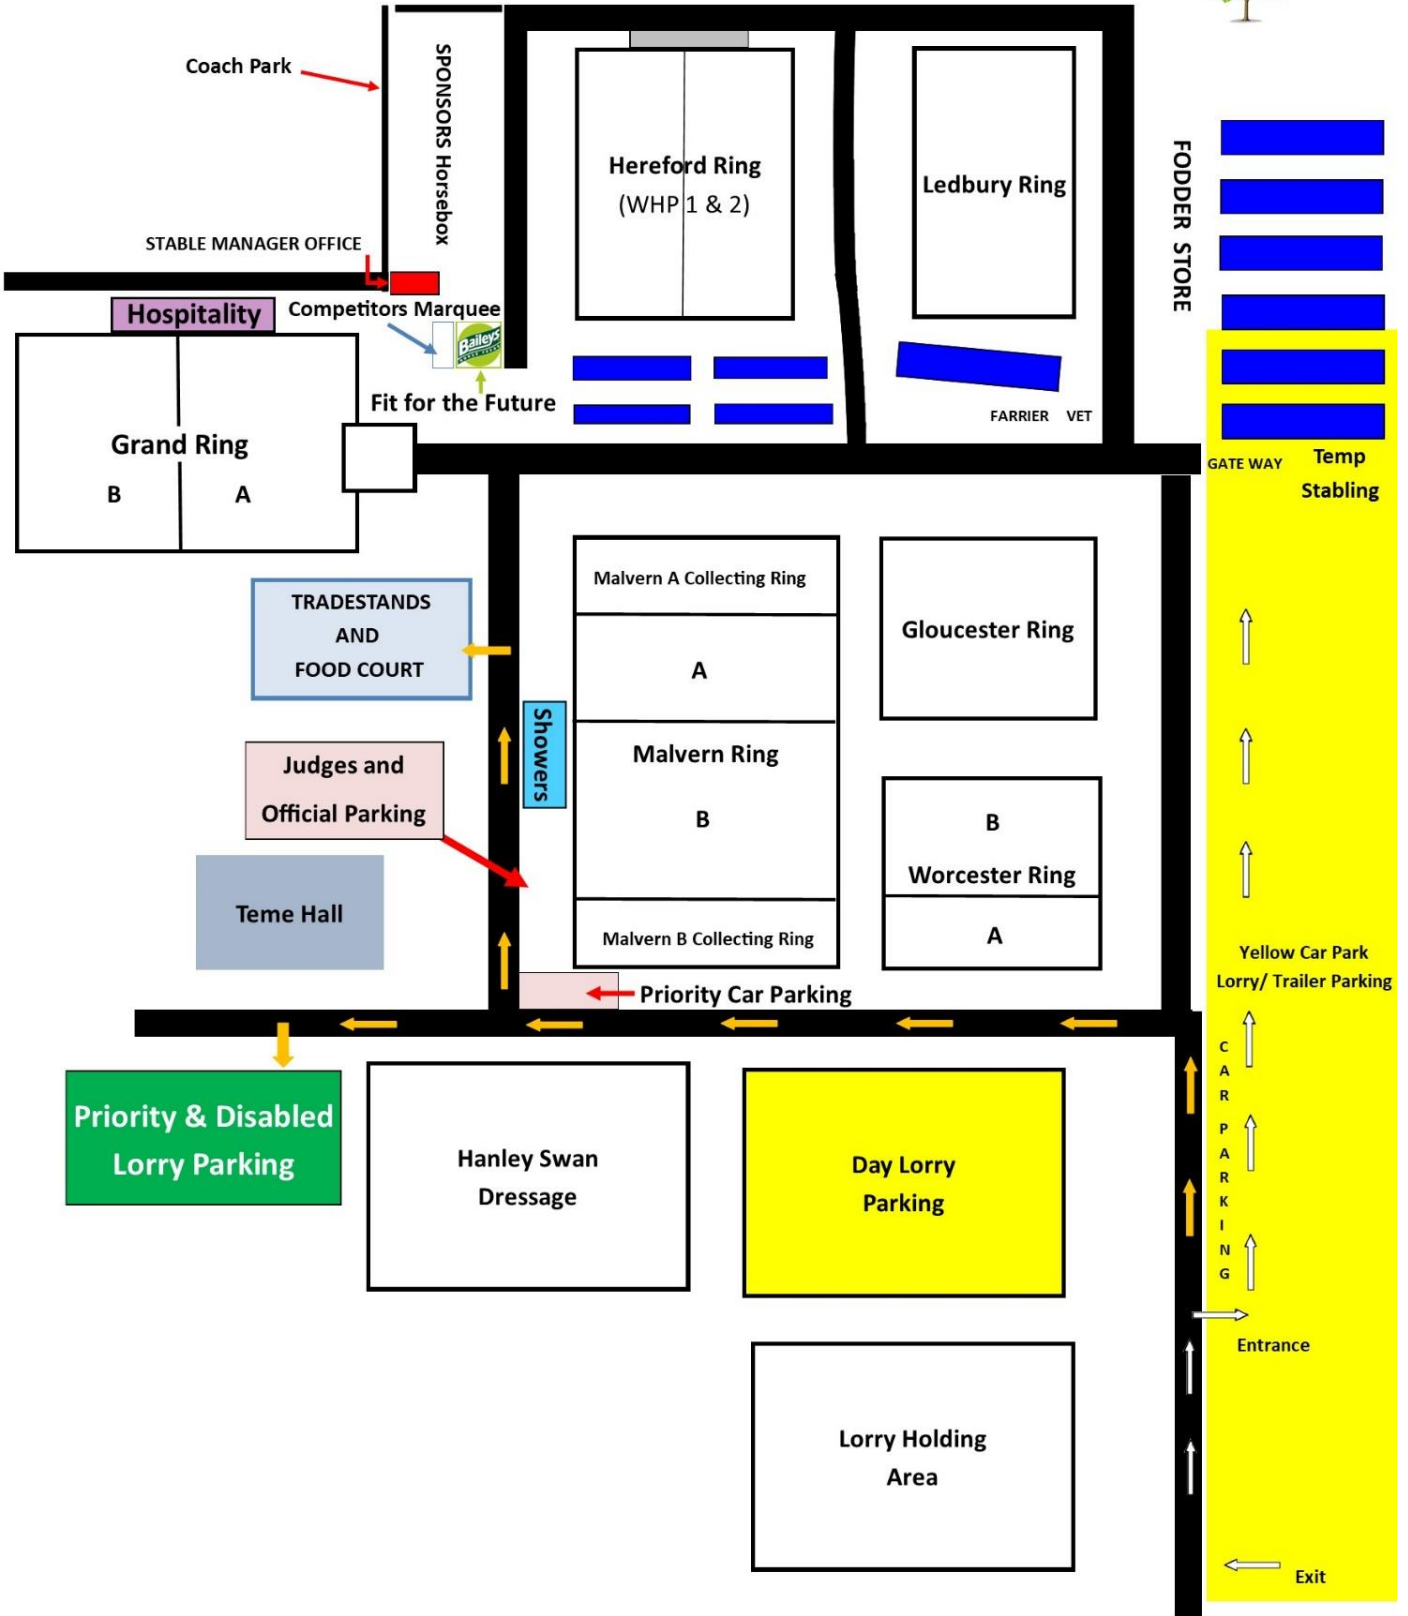 Coach Park
SPONSORS Horsebox
STABLE MANAGER OFFICE
Hospitality
Competitors Marquee
Baileys
HORSE FEEDS
Fit for the Future
Grand Ring
B
A
Hereford Ring
(WHP 1 & 2)
Ledbury Ring
FODDER STORE
FARRIER VET
GATE WAY
Temp
Stabling
TRADESTANDS
AND
FOOD COURT
Judges and
Official Parking
Teme Hall
Showers
Malvern A Collecting Ring
A
Malvern Ring
B
Malvern B Collecting Ring
Gloucester Ring
B
Worcester Ring
A
Priority Car Parking
Yellow Car Park
Lorry/ Trailer Parking
CAR PARKING
Priority & Disabled
Lorry Parking
Hanley Swan
Dressage
Day Lorry
Parking
Entrance
Lorry Holding
Area
Exit